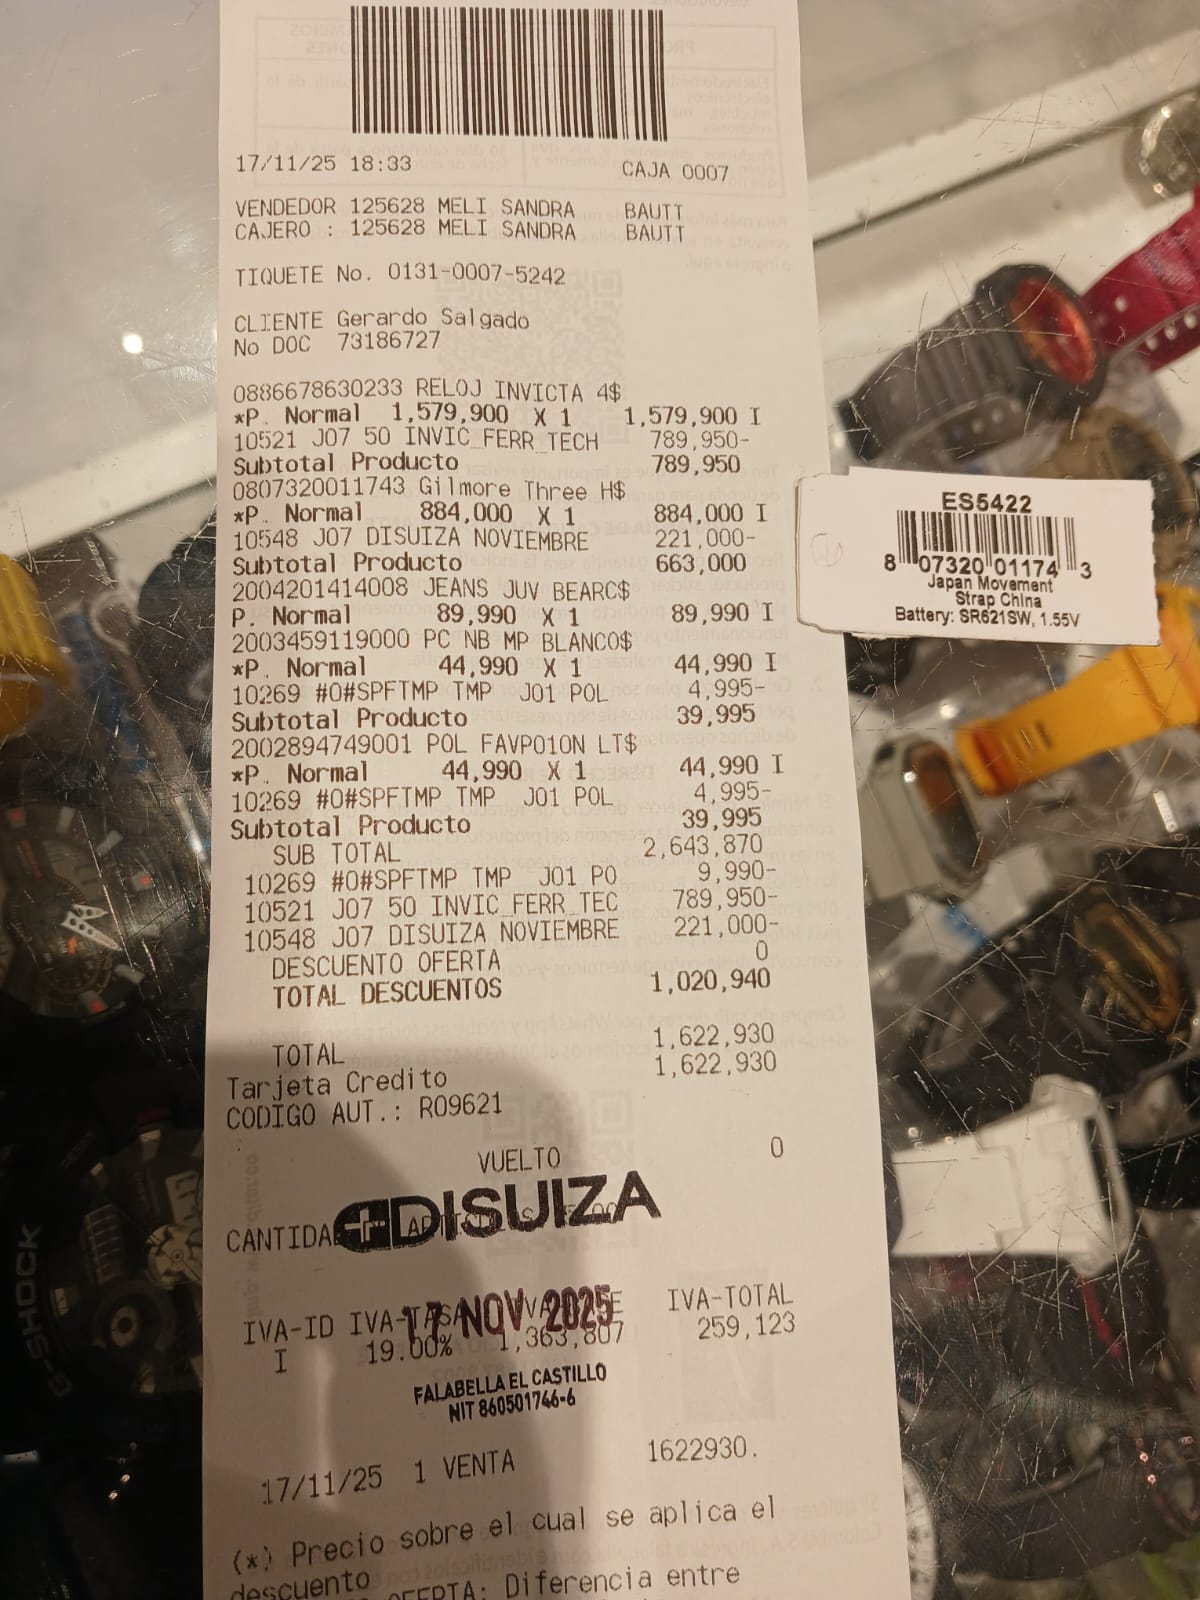 17/11/25 18:33 CAJA 0007
VENDEDOR 125628 MELI SANDRA BAUTT
CAJERO : 125628 MELI SANDRA BAUTT
TIQUETE No. 0131-0007-5242
CLIENTE Gerardo Salgado
No DOC 73186727
0886678630233 RELOJ INVICTA 4$
*P. Normal 1,579,900 X 1 1,579,900 I
10521 J07 50 INVIC_FERR_TECH 789,950-
Subtotal Producto 789,950
0807320011743 Gilmore Three H$
*P. Normal 884,000 X 1 884,000 I
10548 J07 DISUIZA NOVIEMBRE 221,000-
Subtotal Producto 663,000
2004201414008 JEANS JUV BEARC$
P. Normal 89,990 X 1 89,990 I
2003459119000 PC NB MP BLANCO$
*P. Normal 44,990 X 1 44,990 I
10269 #O#SPFTMP TMP J01 POL 4,995-
Subtotal Producto 39,995
2002894749001 POL FAVP010N LT$
*P. Normal 44,990 X 1 44,990 I
10269 #O#SPFTMP TMP J01 POL 4,995-
Subtotal Producto 39,995
SUB TOTAL 2,643,870
10269 #O#SPFTMP TMP J01 PO 9,990-
10521 J07 50 INVIC_FERR_TEC 789,950-
10548 J07 DISUIZA NOVIEMBRE 221,000-
DESCUENTO OFERTA 0
TOTAL DESCUENTOS 1,020,940
TOTAL 1,622,930
Tarjeta Credito 1,622,930
CODIGO AUT.: R09621
VUELTO 0
DISUIZA
17 NOV 2025
IVA-ID IVA-TASA IVA-TOTAL
I 19.00% 1,363,807 259,123
FALABELLA EL CASTILLO
NIT 860501746-6
17/11/25 1 VENTA 1622930.
(*) Precio sobre el cual se aplica el
descuento
OFERTA: Diferencia entre
ES5422
8 07320 01174 3
Japan Movement
Strap China
Battery: SR621SW, 1.55V
G-SHOCK